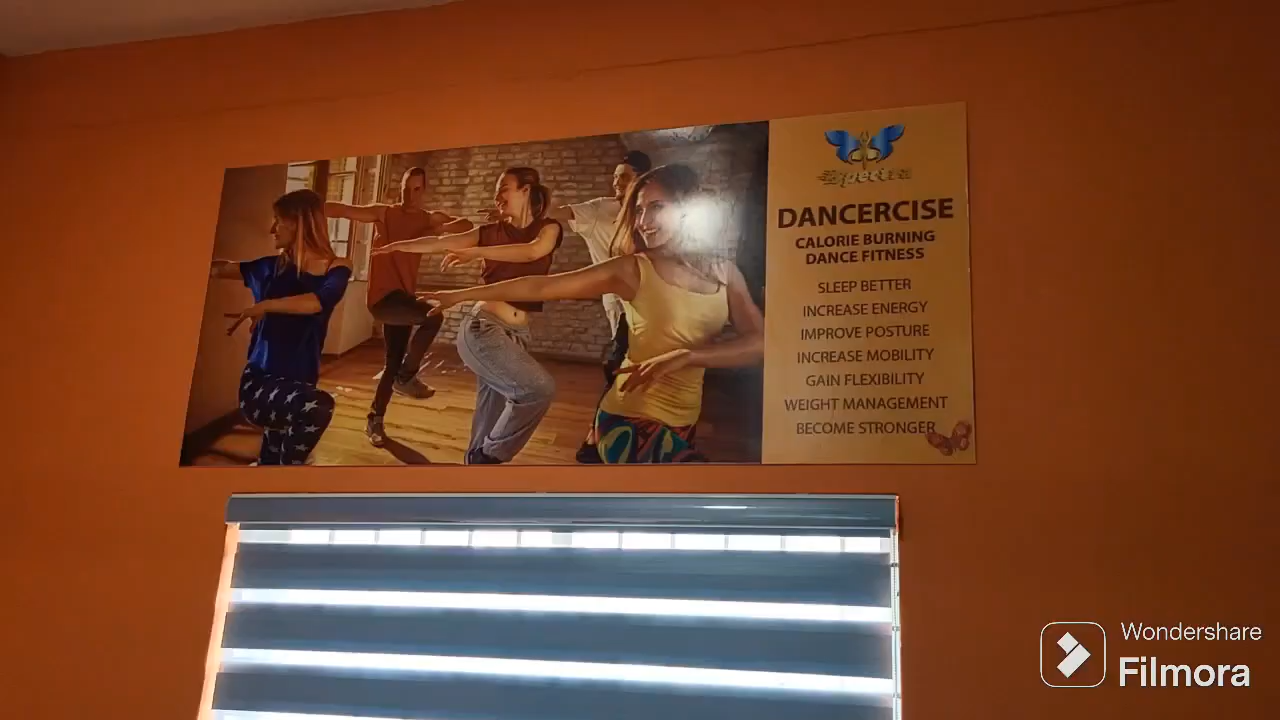 DANCERCISE
CALORIE BURNING
DANCE FITNESS
SLEEP BETTER
INCREASE ENERGY
IMPROVE POSTURE
INCREASE MOBILITY
GAIN FLEXIBILITY
WEIGHT MANAGEMENT
BECOME STRONGER
Wondershare
Filmora